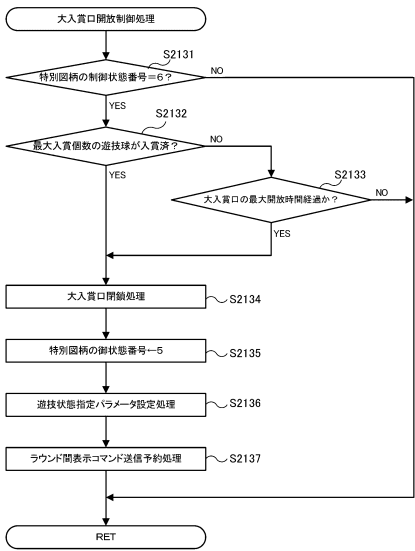 大入賞口開放制御処理
S2131
特別図柄の制御状態番号＝6？
NO
YES
S2132
最大入賞個数の遊技球が入賞済？
NO
YES
S2133
大入賞口の最大開放時間経過か？
NO
YES
大入賞口閉鎖処理
S2134
特別図柄の御状態番号←5
S2135
遊技状態指定パラメータ設定処理
S2136
ラウンド間表示コマンド送信予約処理
S2137
RET